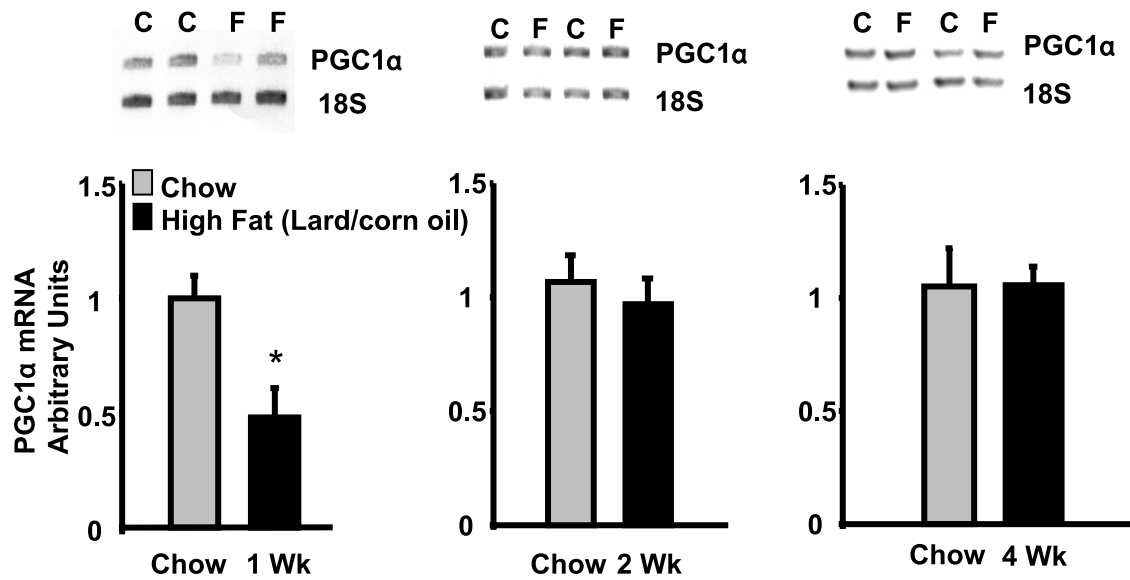 C C F F
PGC1α
18S
C F C F
PGC1α
18S
C F C F
PGC1α
18S
PGC1α mRNA
Arbitrary Units
1.5
1
0.5
0
Chow
High Fat (Lard/corn oil)
*
Chow 1 Wk
1.5
1
0.5
0
Chow 2 Wk
1.5
1
0.5
0
Chow 4 Wk